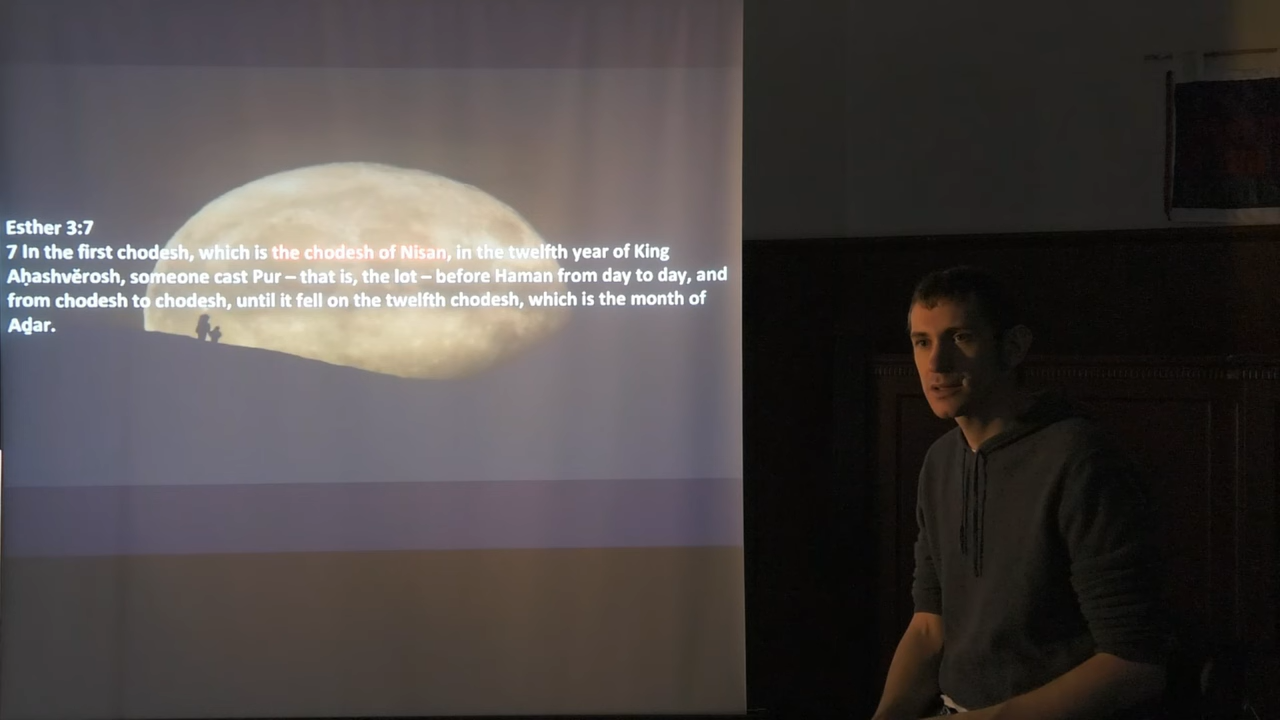 Esther 3:7
7 In the first chodesh, which is the chodesh of Nisan, in the twelfth year of King
Aḥashvĕrosh, someone cast Pur – that is, the lot – before Haman from day to day, and
from chodesh to chodesh, until it fell on the twelfth chodesh, which is the month of
Aḏar.